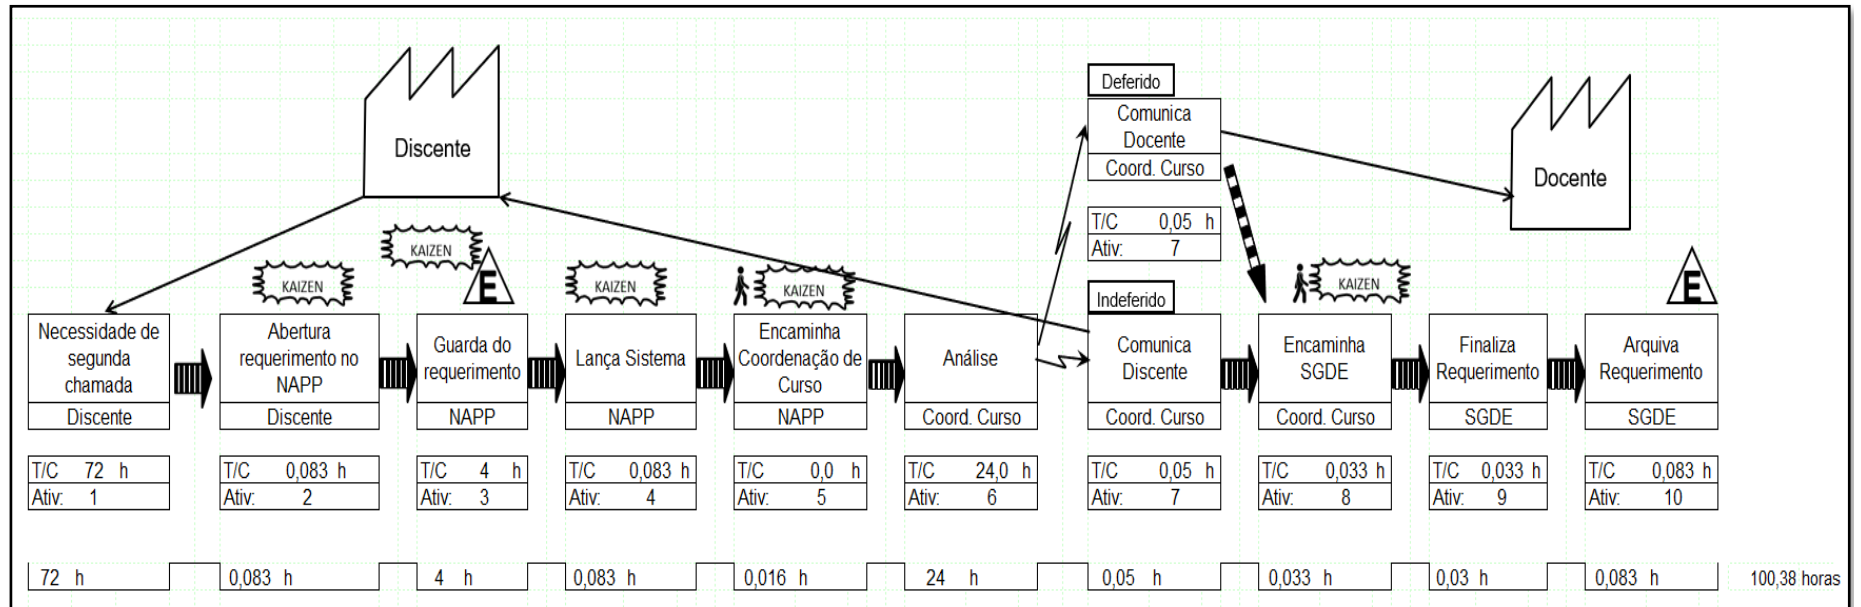 Discente
Deferido
Comunica
Docente
Coord. Curso
T/C 0,05 h
Ativ: 7
Docente
KAIZEN
E
KAIZEN
KAIZEN
KAIZEN
Indeferido
KAIZEN
E
Necessidade de
segunda
chamada
Discente
Abertura
requerimento no
NAPP
Discente
Guarda do
requerimento
NAPP
Lança Sistema
NAPP
Encaminha
Coordenação de
Curso
NAPP
Análise
Coord. Curso
Comunica
Discente
Coord. Curso
Encaminha
SGDE
Coord. Curso
Finaliza
Requerimento
SGDE
Arquiva
Requerimento
SGDE
T/C 72 h
Ativ: 1
T/C 0,083 h
Ativ: 2
T/C 4 h
Ativ: 3
T/C 0,083 h
Ativ: 4
T/C 0,0 h
Ativ: 5
T/C 24,0 h
Ativ: 6
T/C 0,05 h
Ativ: 7
T/C 0,033 h
Ativ: 8
T/C 0,033 h
Ativ: 9
T/C 0,083 h
Ativ: 10
72 h
0,083 h
4 h
0,083 h
0,016 h
24 h
0,05 h
0,033 h
0,03 h
0,083 h
100,38 horas